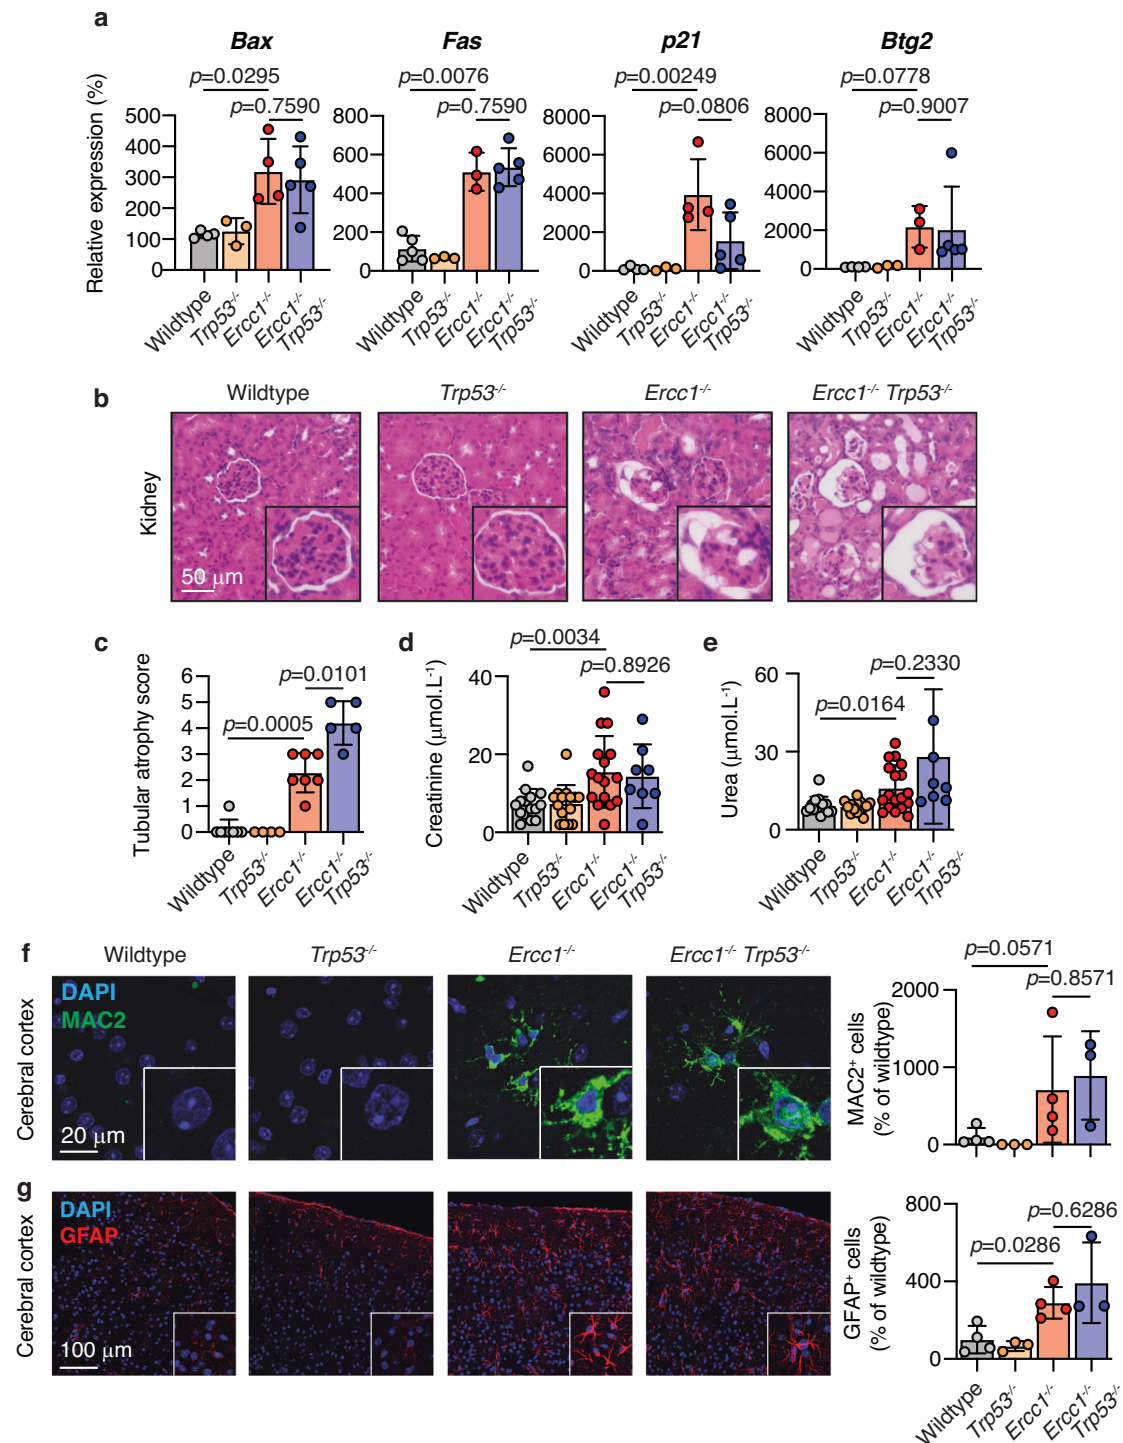 a
Bax
Fas
p21
Btg2
p=0.0295
p=0.0076
p=0.00249
p=0.0778
p=0.7590
p=0.7590
p=0.0806
p=0.9007
Relative expression (%)
500
400
300
200
100
0
800
600
400
200
0
8000
6000
4000
2000
0
8000
6000
4000
2000
0
Wildtype
Trp53-/-
Ercc1-/-
Ercc1-/-
Trp53-/-
Wildtype
Trp53-/-
Ercc1-/-
Ercc1-/-
Trp53-/-
Wildtype
Trp53-/-
Ercc1-/-
Ercc1-/-
Trp53-/-
Wildtype
Trp53-/-
Ercc1-/-
Ercc1-/-
Trp53-/-
b
Wildtype
Trp53-/-
Ercc1-/-
Ercc1-/- Trp53-/-
Kidney
50 µm
c
Tubular atrophy score
p=0.0101
p=0.0005
6
5
4
3
2
1
0
Wildtype
Trp53-/-
Ercc1-/-
Ercc1-/-
Trp53-/-
d
Creatinine (µmol.L-1)
p=0.0034
p=0.8926
40
20
0
Wildtype
Trp53-/-
Ercc1-/-
Ercc1-/-
Trp53-/-
e
Urea (µmol.L-1)
p=0.2330
p=0.0164
60
30
0
Wildtype
Trp53-/-
Ercc1-/-
Ercc1-/-
Trp53-/-
f
Wildtype
Trp53-/-
Ercc1-/-
Ercc1-/- Trp53-/-
Cerebral cortex
DAPI
MAC2
20 µm
p=0.0571
p=0.8571
MAC2+ cells
(% of wildtype)
2000
1000
0
g
Cerebral cortex
DAPI
GFAP
100 µm
p=0.6286
p=0.0286
GFAP+ cells
(% of wildtype)
800
400
0
Wildtype
Trp53-/-
Ercc1-/-
Ercc1-/-
Trp53-/-